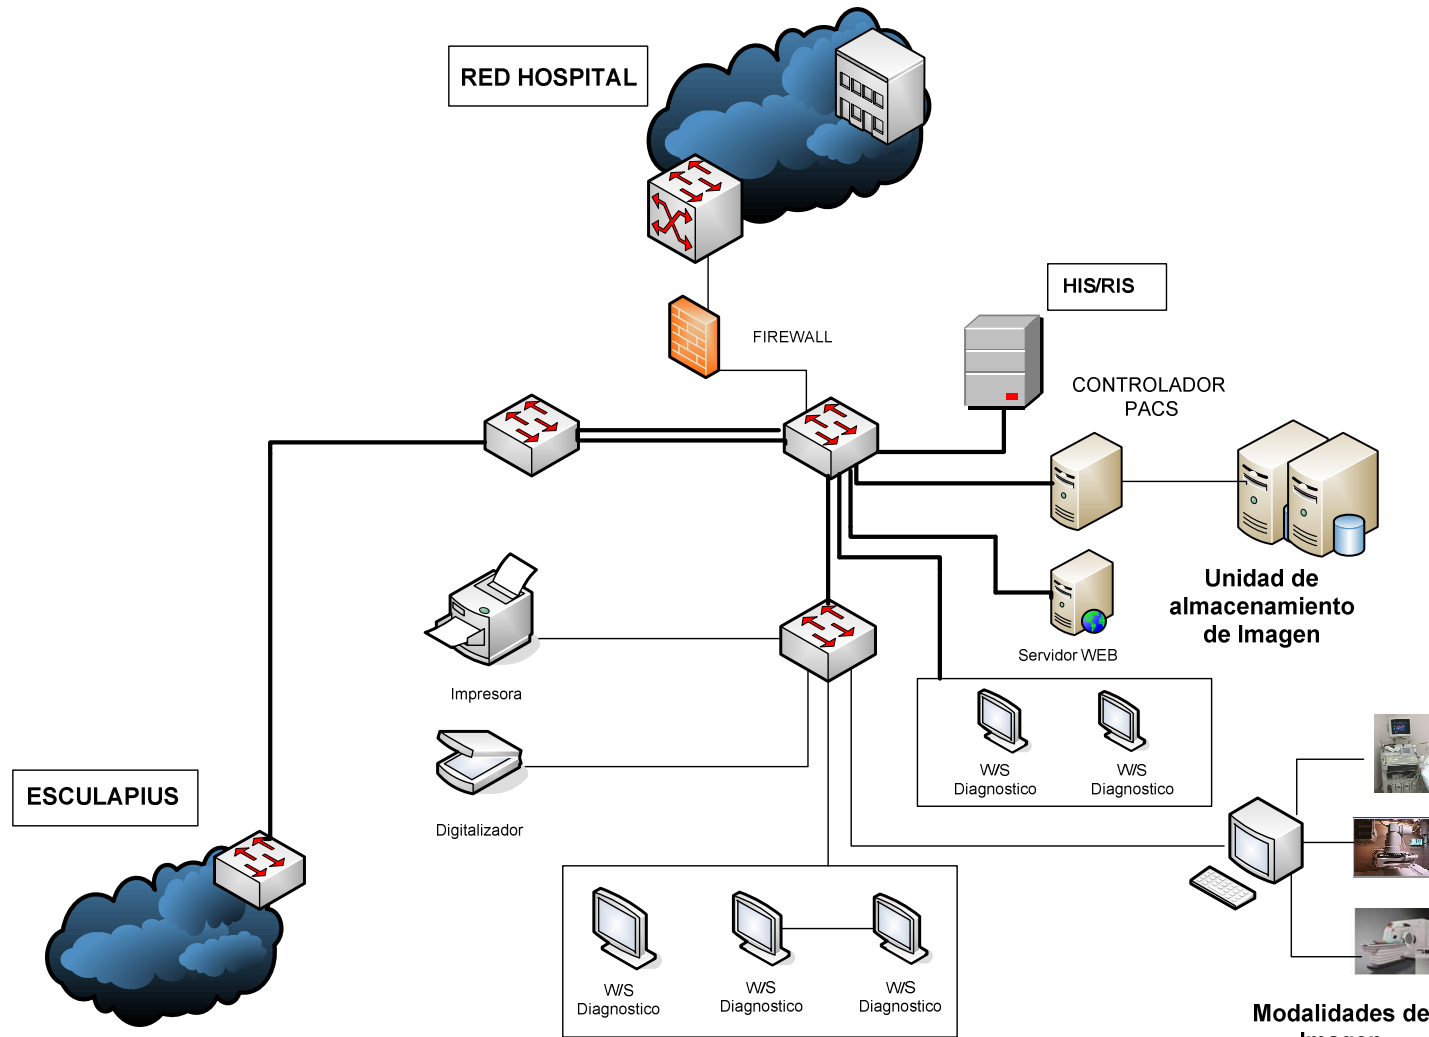 RED HOSPITAL
HIS/RIS
FIREWALL
CONTROLADOR
PACS
Unidad de
almacenamiento
de Imagen
Servidor WEB
Impresora
W/S
Diagnostico
W/S
Diagnostico
ESCULAPIUS
Digitalizador
W/S
Diagnostico
W/S
Diagnostico
W/S
Diagnostico
Modalidades de
Imagen